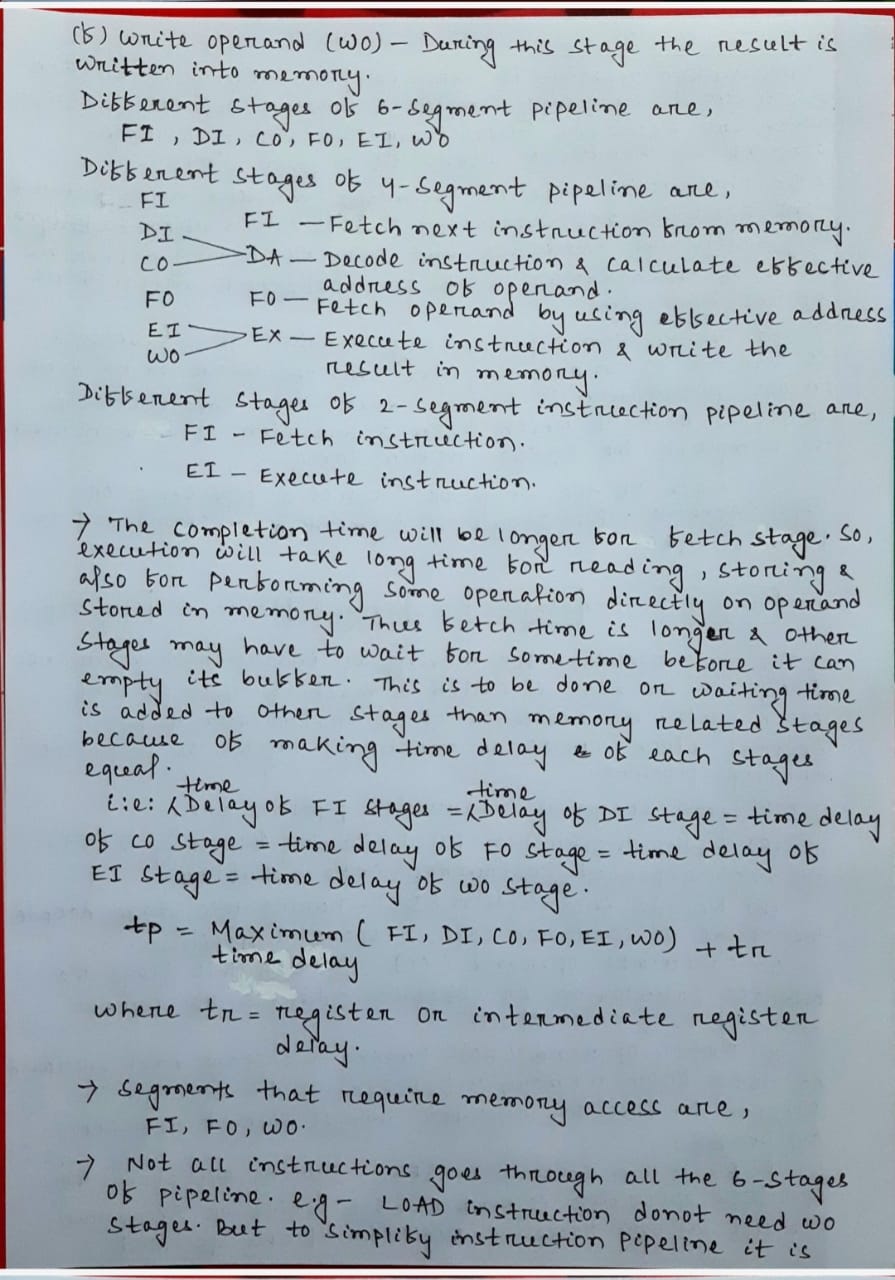 (f) Write operand (WO) – During this stage the result is
written into memory.
Different stages of 6-segment pipeline are,
FI , DI, CO, FO, EI, WO
Different stages of 4-segment pipeline are,
FI
FI – Fetch next instruction from memory.
DI
CO
DA – Decode instruction & calculate effective
address of operand.
FO
FO – Fetch operand by using effective address
EI
EX – Execute instruction & write the
WO
result in memory.
Different stages of 2-segment instruction pipeline are,
FI – Fetch instruction.
EI – Execute instruction.
→ The completion time will be longer for fetch stage. So,
execution will take long time for reading, storing &
also for performing some operation directly on operand
stored in memory. Thus fetch time is longer & other
stages may have to wait for sometime before it can
empty its buffer. This is to be done or waiting time
is added to other stages than memory related stages
because of making time delay of each stages
equal.
i.e: time Delay of FI stages = time Delay of DI stage = time delay
of CO stage = time delay of FO stage = time delay of
EI stage = time delay of WO stage.
tp = Maximum ( FI, DI, CO, FO, EI, WO) + tr
time delay
where tr = register or intermediate register
delay.
→ segments that require memory access are,
FI, FO, WO.
→ Not all instructions goes through all the 6-stages
of pipeline. e.g – LOAD instruction donot need WO
stages. But to simplify instruction pipeline it is